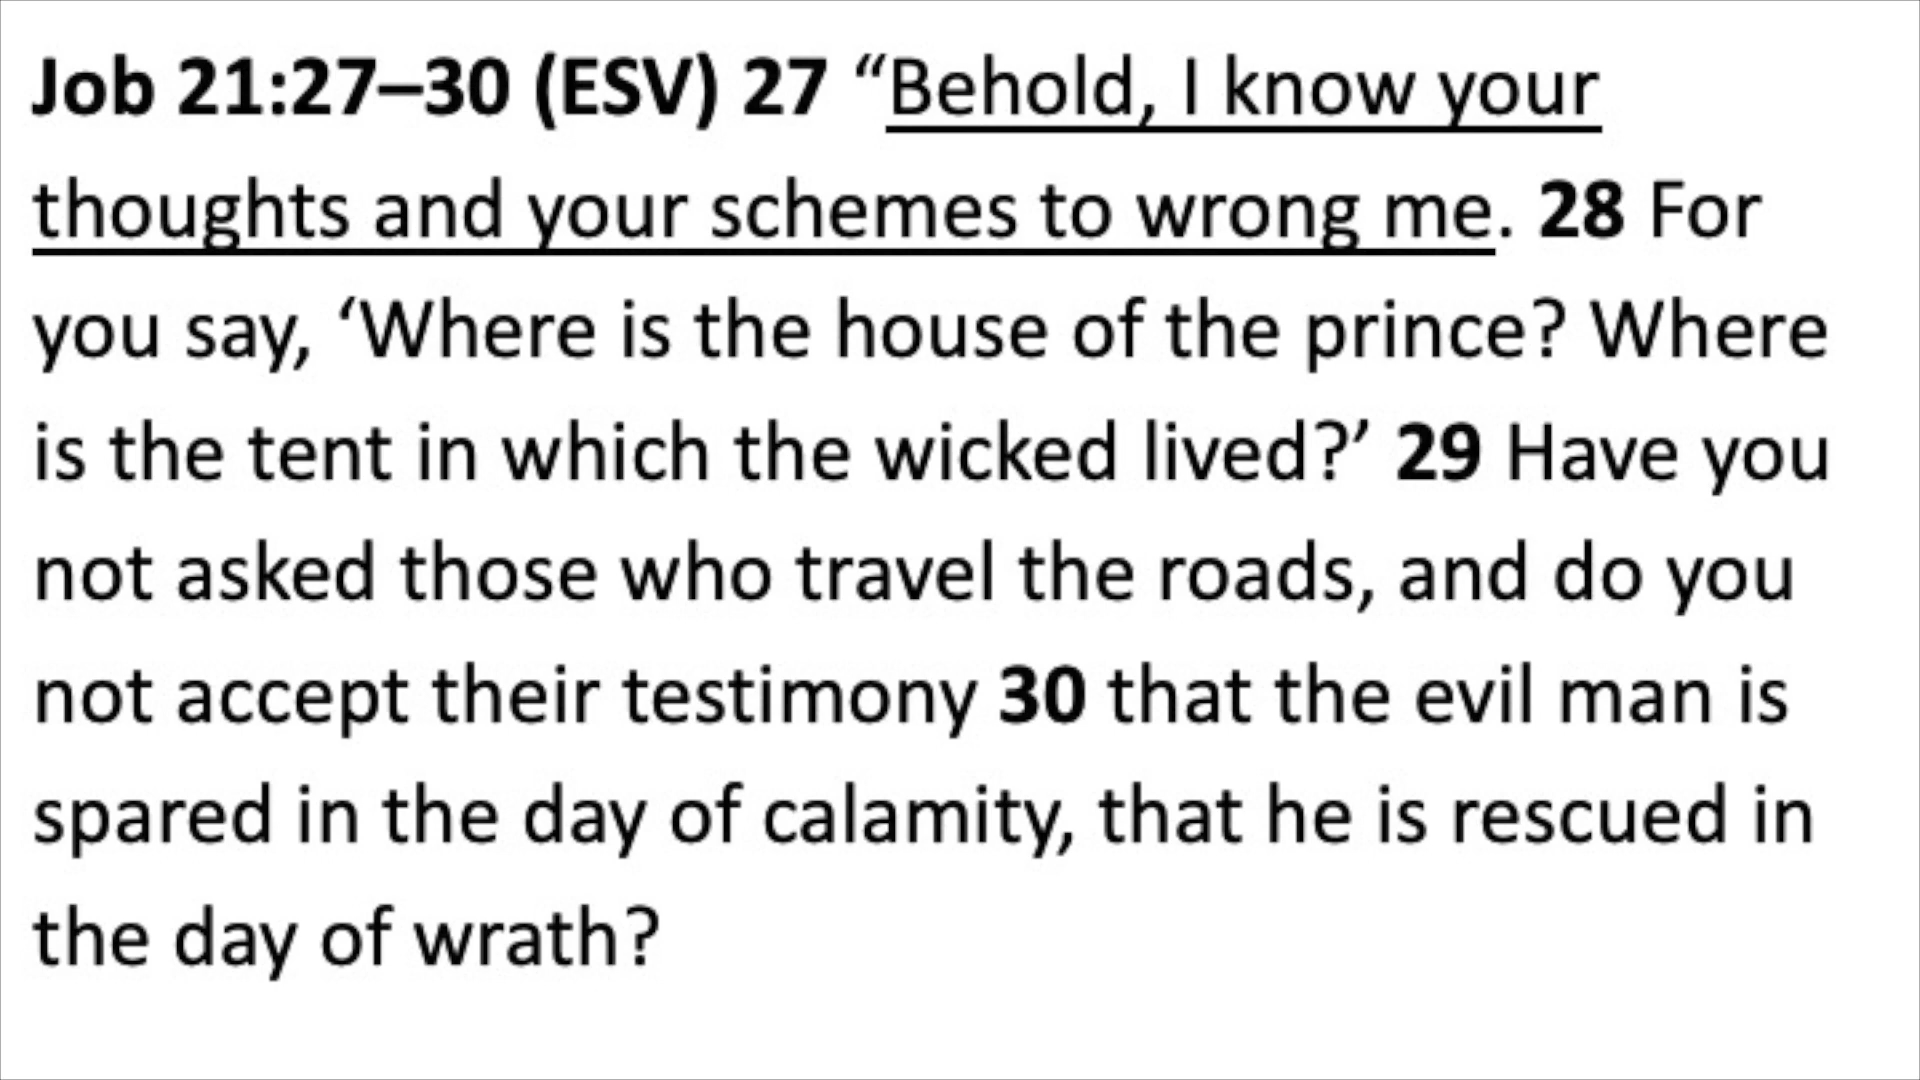 Job 21:27–30 (ESV) 27 “Behold, I know your
thoughts and your schemes to wrong me. 28 For
you say, ‘Where is the house of the prince? Where
is the tent in which the wicked lived?’ 29 Have you
not asked those who travel the roads, and do you
not accept their testimony 30 that the evil man is
spared in the day of calamity, that he is rescued in
the day of wrath?